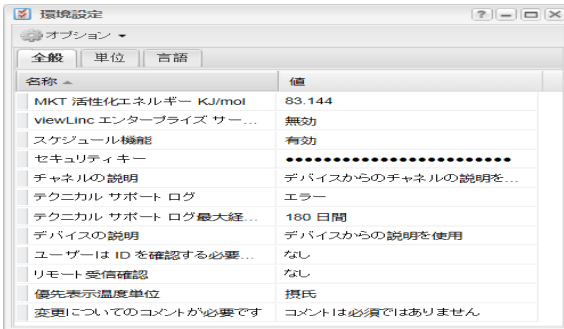 環境設定
オプション
全般 単位 言語
名称 値
MKT 活性化エネルギー KJ/mol 83.144
viewLinc エンタープライズ サー... 無効
スケジュール機能 有効
セキュリティキー ●●●●●●●●●●●●●●●●●●●●●●●●●
チャネルの説明 デバイスからのチャネルの説明を...
テクニカル サポート ログ エラー
テクニカル サポート ログ最大経... 180 日間
デバイスの説明 デバイスからの説明を使用
ユーザーは ID を確認する必要... なし
リモート受信確認 なし
優先表示温度単位 摂氏
変更についてのコメントが必要です コメントは必須ではありません